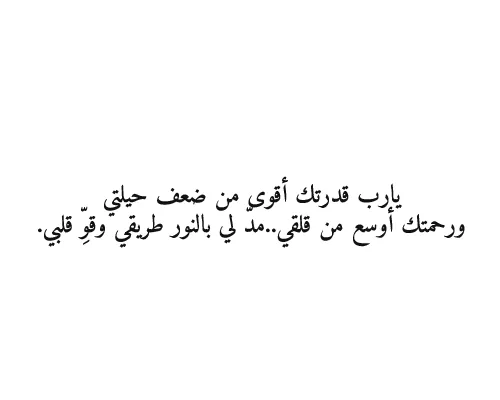 يارب قدرتك أقوى من ضعف حيلتي
ورحمتك أوسع من قلقي..مدّ لي بالنور طريقي وقوِّ قلبي.